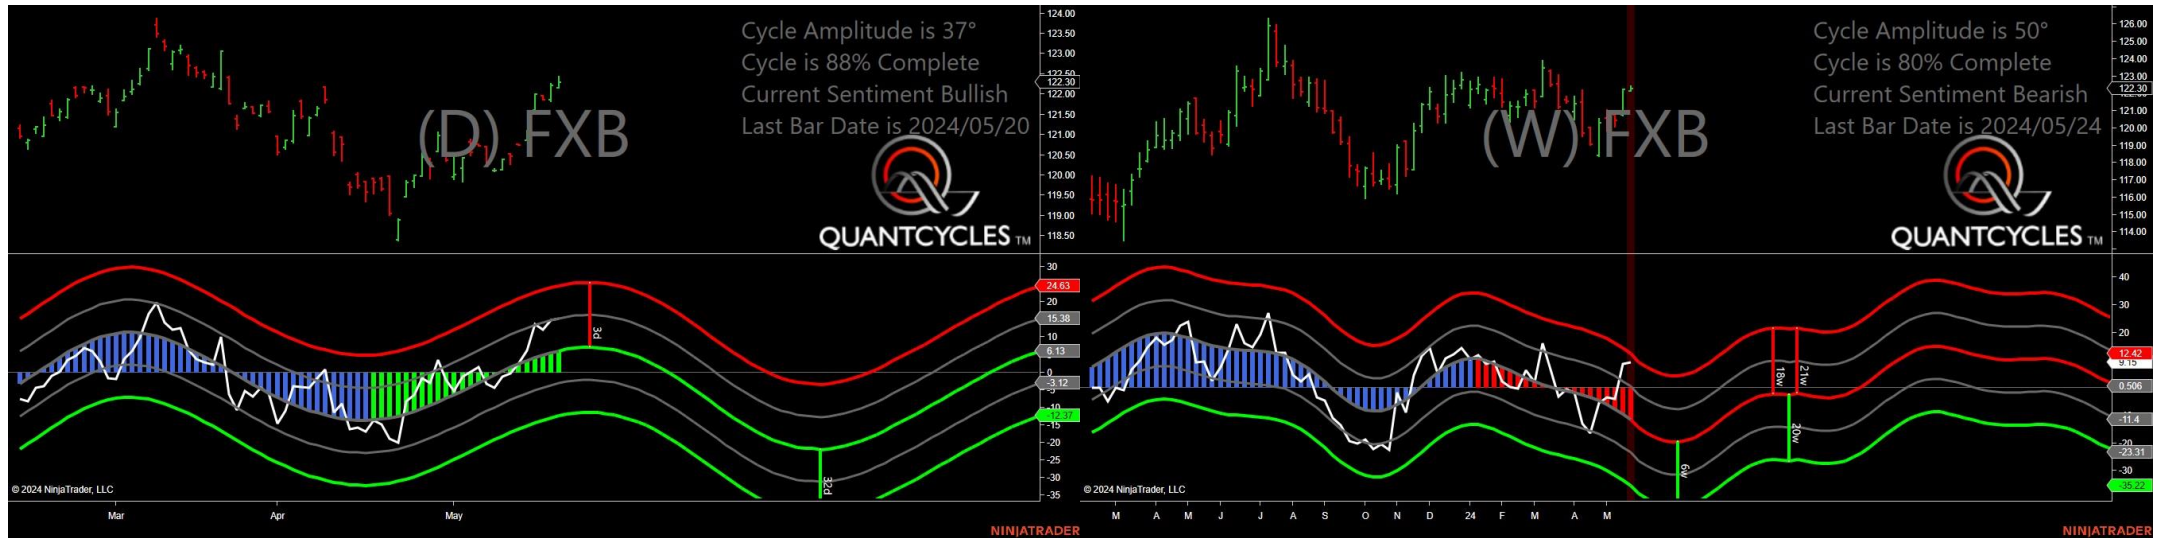 Cycle Amplitude is 37°
Cycle is 88% Complete
Current Sentiment Bullish
Last Bar Date is 2024/05/20
(D) FXB
QUANTCYCLES TM
124.00
123.50
123.00
122.50
122.30
122.00
121.50
121.00
120.50
120.00
119.50
119.00
118.50
30
24.63
20
15.38
10
6.13
0
-3.12
-12.37
-15
-20
-25
-30
-35
3d
32d
© 2024 NinjaTrader, LLC
Mar
Apr
May
NINJATRADER
Cycle Amplitude is 50°
Cycle is 80% Complete
Current Sentiment Bearish
Last Bar Date is 2024/05/24
(W) FXB
QUANTCYCLES TM
126.00
125.00
124.00
123.00
122.30
121.00
120.00
119.00
118.00
117.00
116.00
115.00
114.00
40
30
20
12.42
9.15
0.506
-11.4
-20
-23.31
-30
-35.22
6w
18w
20w
21w
© 2024 NinjaTrader, LLC
M
A
M
J
J
A
S
O
N
D
24
F
M
A
M
NINJATRADER